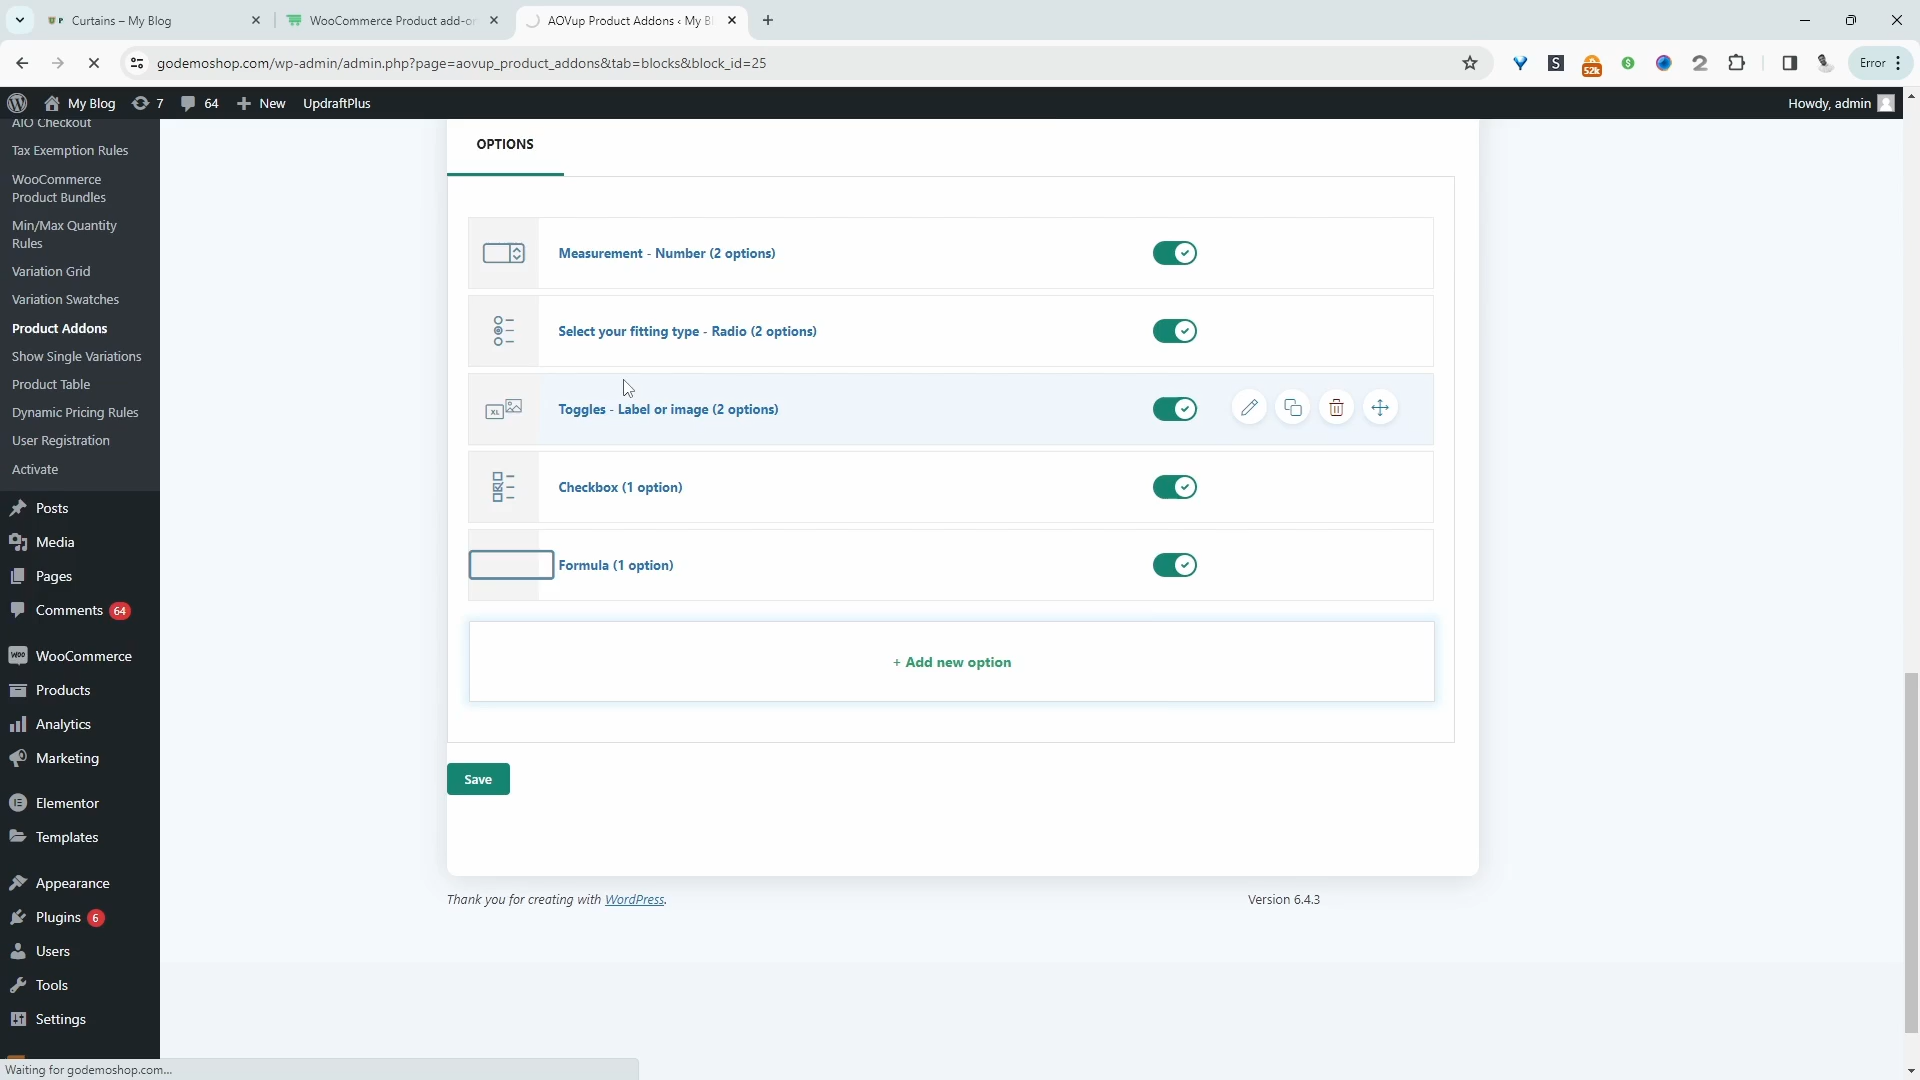 Curtains – My Blog
WooCommerce Product add-or
AOVup Product Addons ‹ My Bl
godemoshop.com/wp-admin/admin.php?page=aovup_product_addons&tab=blocks&block_id=25
S
52k
$
2
Error
My Blog
7
64
New
UpdraftPlus
Howdy, admin
AIO Checkout
Tax Exemption Rules
WooCommerce
Product Bundles
Min/Max Quantity
Rules
Variation Grid
Variation Swatches
Product Addons
Show Single Variations
Product Table
Dynamic Pricing Rules
User Registration
Activate
Posts
Media
Pages
Comments 64
WooCommerce
Products
Analytics
Marketing
Elementor
Templates
Appearance
Plugins 6
Users
Tools
Settings
OPTIONS
Measurement - Number (2 options)
Select your fitting type - Radio (2 options)
XL
Toggles - Label or image (2 options)
Checkbox (1 option)
Formula (1 option)
+ Add new option
Save
Thank you for creating with WordPress.
Version 6.4.3
Waiting for godemoshop.com...